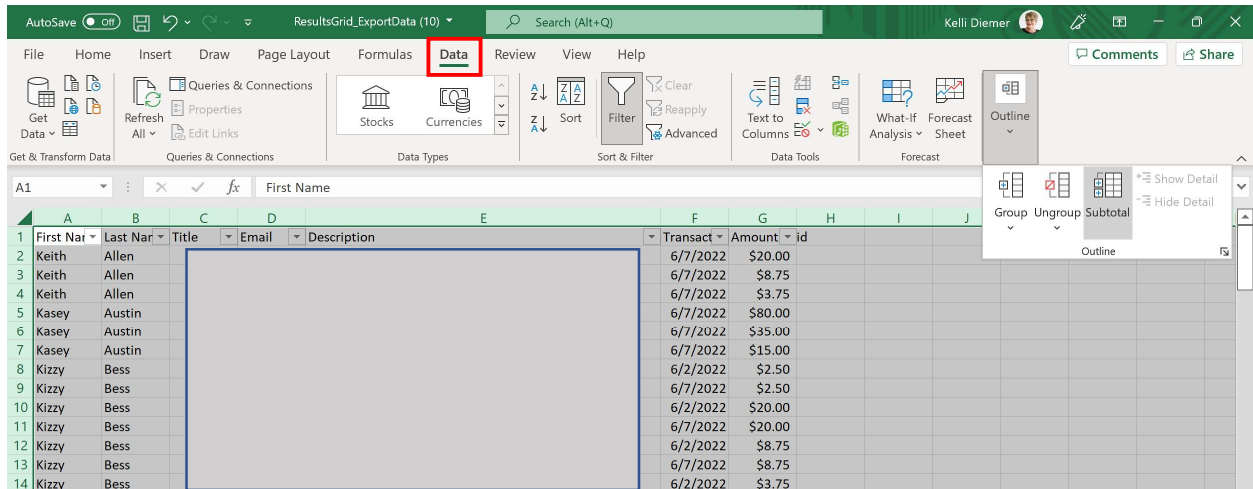 AutoSave Off ResultsGrid_ExportData (10) Search (Alt+Q) Kelli Diemer
File Home Insert Draw Page Layout Formulas Data Review View Help Comments Share
Get Data Refresh All Queries & Connections Properties Edit Links Stocks Currencies Sort Filter Clear Reapply Advanced Text to Columns What-If Analysis Forecast Sheet Outline
Get & Transform Data Queries & Connections Data Types Sort & Filter Data Tools Forecast
A1 fx First Name
Group Ungroup Subtotal Show Detail Hide Detail
Outline
A B C D E F G H I J
1 First Nar Last Nar Title Email Description Transact Amount id
2 Keith Allen 6/7/2022 $20.00
3 Keith Allen 6/7/2022 $8.75
4 Keith Allen 6/7/2022 $3.75
5 Kasey Austin 6/7/2022 $80.00
6 Kasey Austin 6/7/2022 $35.00
7 Kasey Austin 6/7/2022 $15.00
8 Kizzy Bess 6/2/2022 $2.50
9 Kizzy Bess 6/7/2022 $2.50
10 Kizzy Bess 6/2/2022 $20.00
11 Kizzy Bess 6/7/2022 $20.00
12 Kizzy Bess 6/2/2022 $8.75
13 Kizzy Bess 6/7/2022 $8.75
14 Kizzy Bess 6/2/2022 $3.75